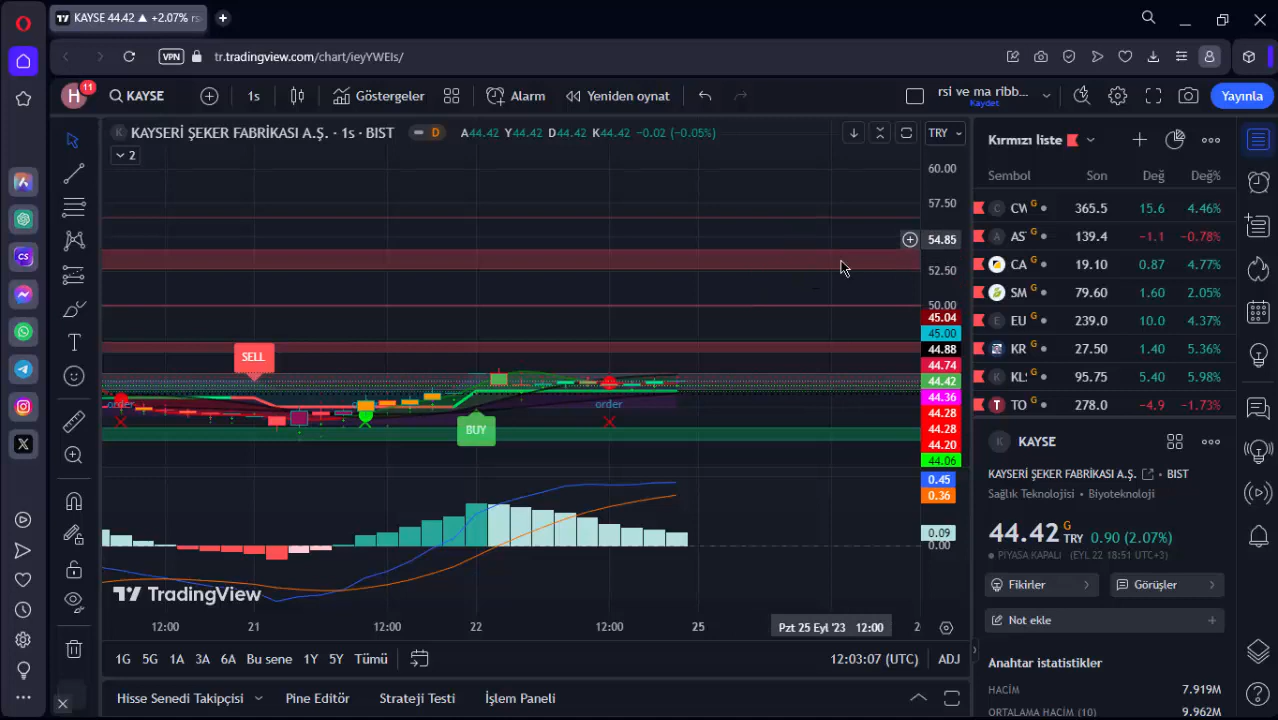 KAYSE 44.42 ▲ +2.07% rs
VPN
tr.tradingview.com/chart/ieyYWEIs/
H
11
KAYSE
1s
Göstergeler
Alarm
Yeniden oynat
rsi ve ma ribb...
Kaydet
Yayınla
K KAYSERİ ŞEKER FABRİKASI A.Ş. · 1s · BIST
D
A44.42 Y44.42 D44.42 K44.42 −0.02 (−0.05%)
TRY
2
60.00
57.50
54.85
52.50
50.00
45.04
45.00
44.88
44.74
44.42
44.36
44.28
44.28
44.20
44.06
SELL
BUY
order
order
0.45
0.36
0.09
0.00
TradingView
12:00
21
12:00
22
12:00
25
Pzt 25 Eyl '23 12:00
2
1G
5G
1A
3A
6A
Bu sene
1Y
5Y
Tümü
12:03:07 (UTC)
ADJ
Hisse Senedi Takipçisi
Pine Editör
Strateji Testi
İşlem Paneli
Kırmızı liste
Sembol Son Değ Değ%
C CW G 365.5 15.6 4.46%
A AS G 139.4 −1.1 −0.78%
CA G 19.10 0.87 4.77%
SM G 79.60 1.60 2.05%
E EU G 239.0 10.0 4.37%
KR G 27.50 1.40 5.36%
K KL G 95.75 5.40 5.98%
T TO G 278.0 −4.9 −1.73%
K KAYSE
KAYSERİ ŞEKER FABRİKASI A.Ş. • BIST
Sağlık Teknolojisi • Biyoteknoloji
44.42 G TRY 0.90 (2.07%)
PİYASA KAPALI (EYL 22 18:51 UTC+3)
Fikirler
Görüşler
Not ekle
Anahtar istatistikler
HACİM 7.919M
ORTALAMA HACİM (10) 9.962M